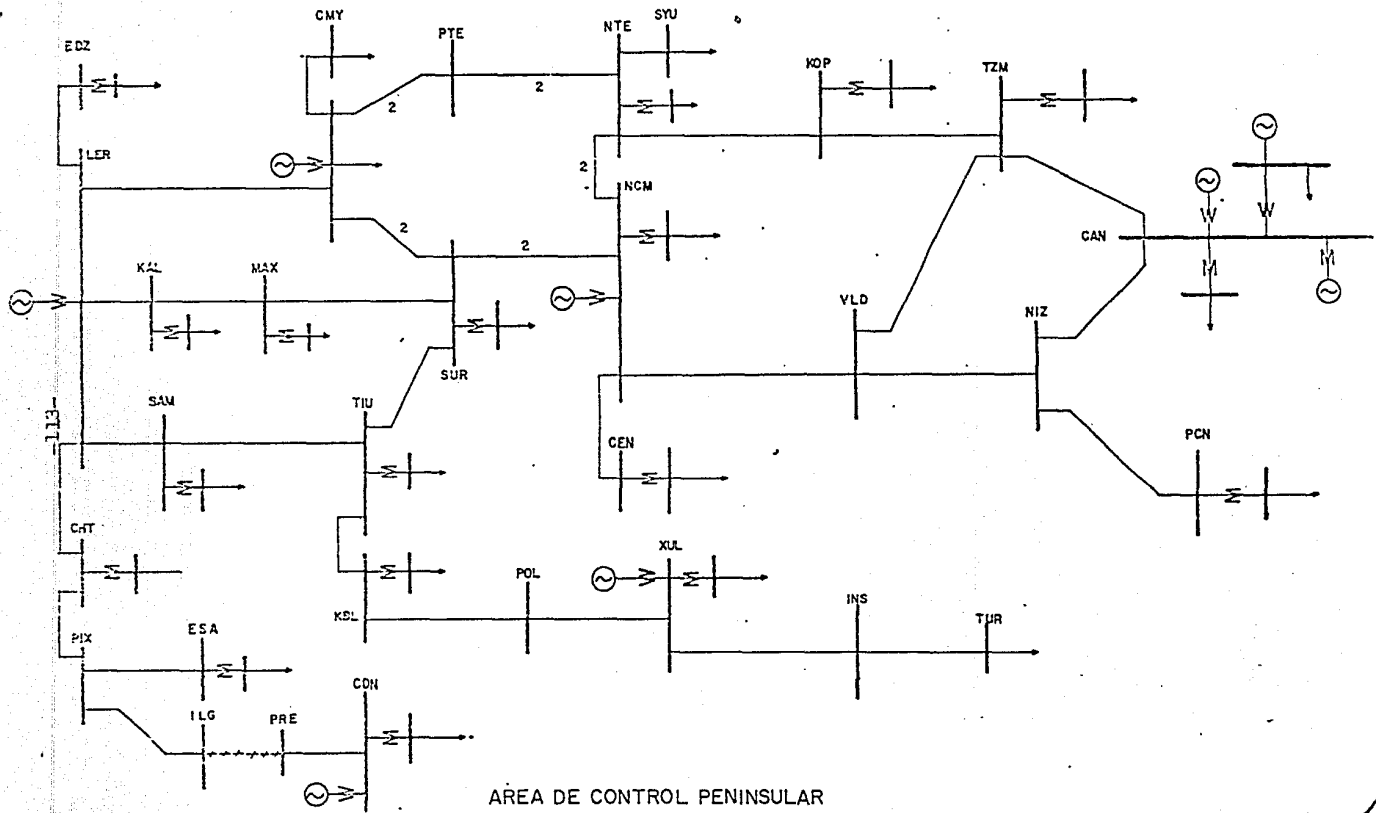 CMY
SYU
PTE
NTE
EDZ
KOP
TZM
2
2
LER
2
NCM
CAN
2
2
KAL
MAX
VLD
NIZ
SUR
SAM
TIU
CEN
PCN
-113-
CHT
XUL
POL
KBL
INS
TUR
PIX
ESA
CDN
ILG
PRE
AREA DE CONTROL PENINSULAR